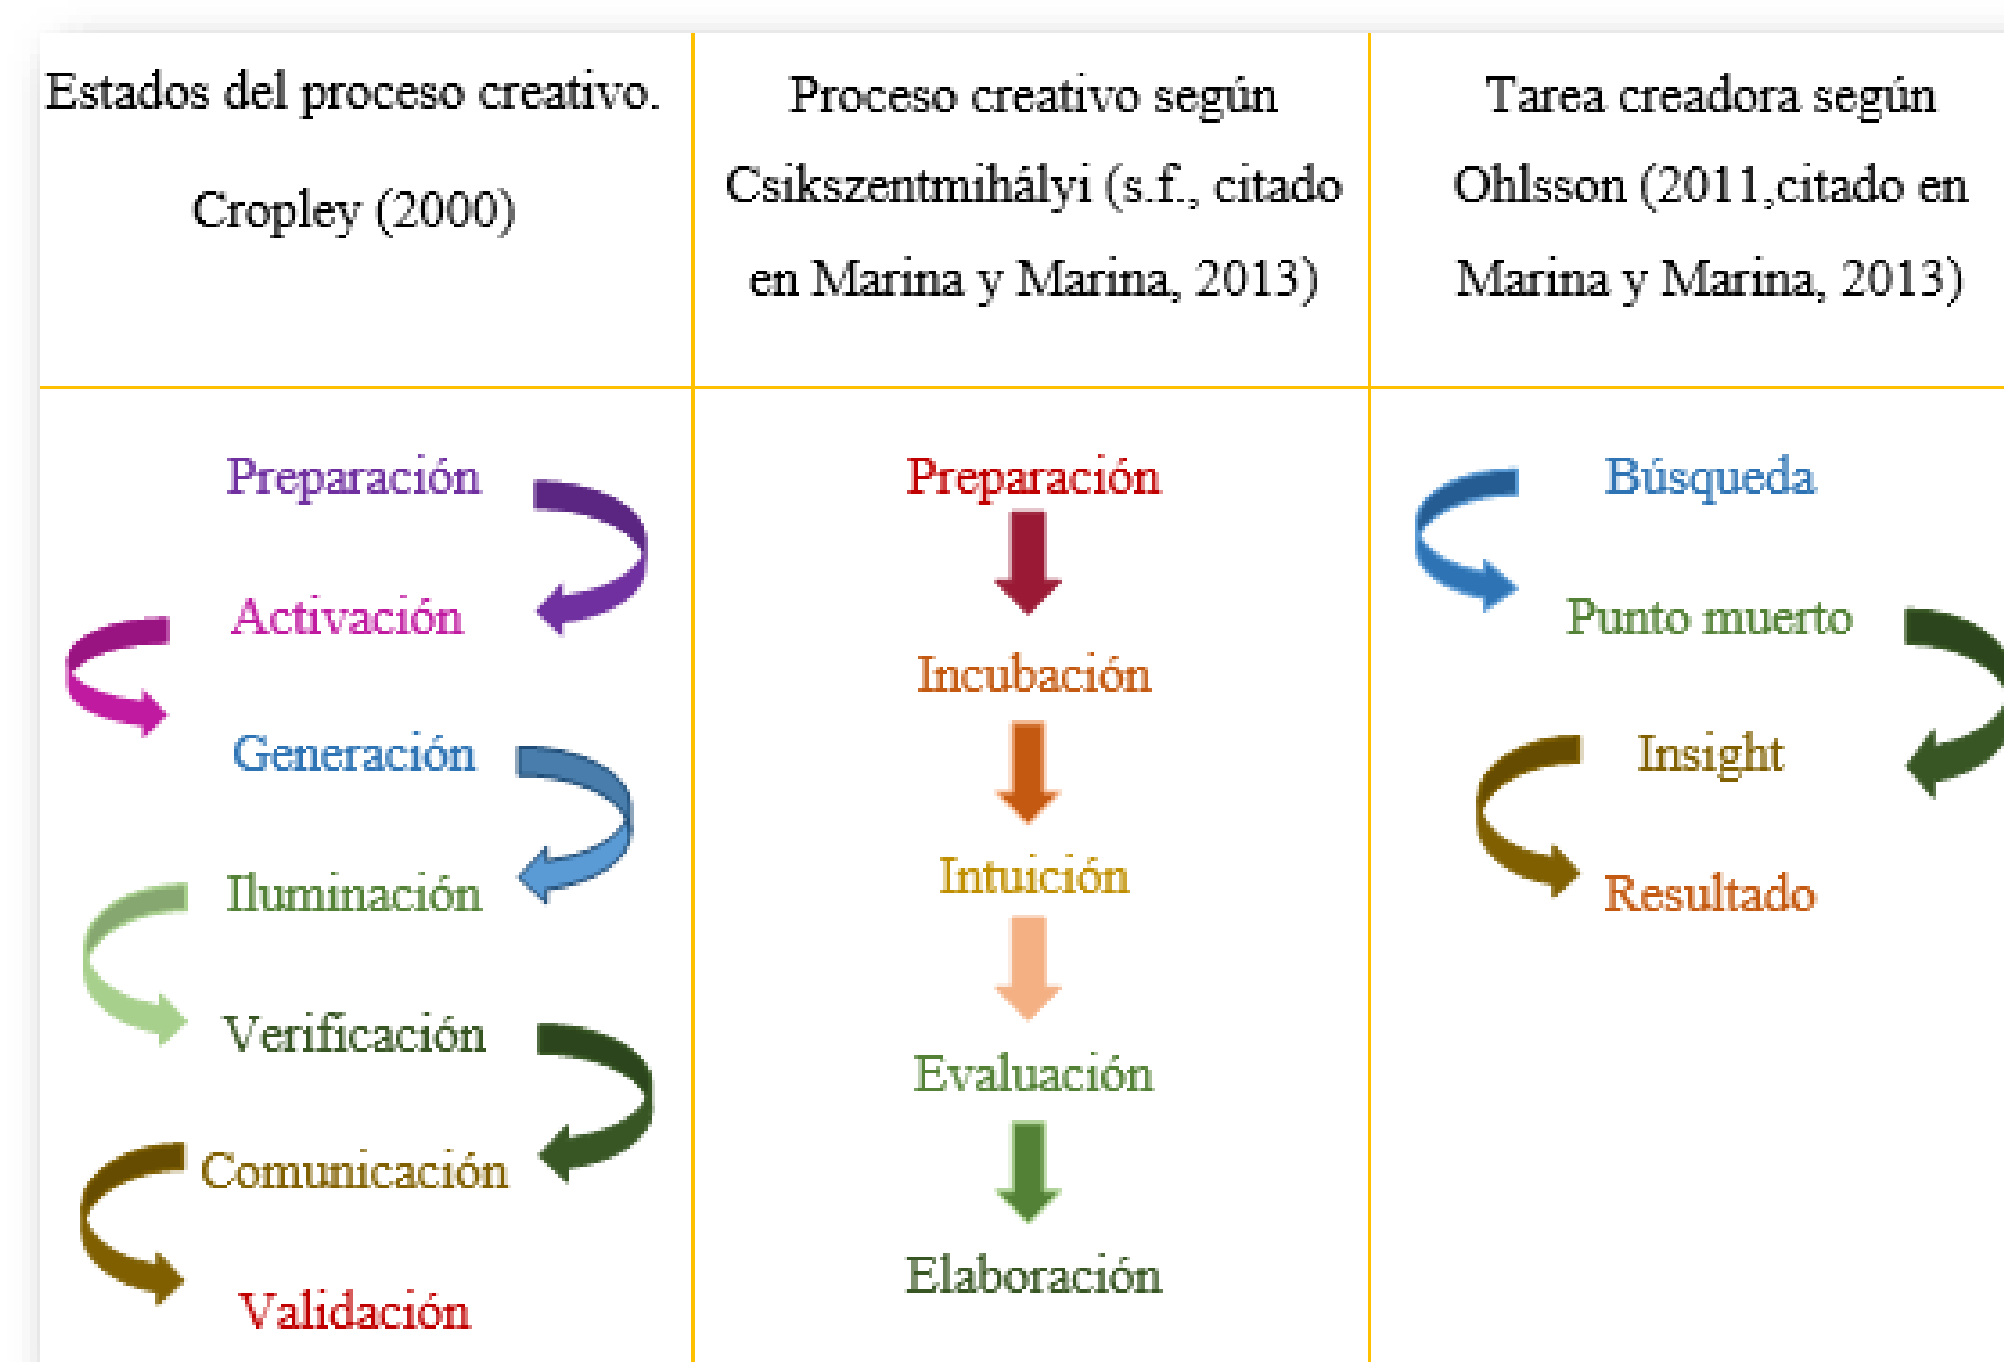 Estados del proceso creativo.
Cropley (2000)
Proceso creativo según
Csikszentmihályi (s.f., citado
en Marina y Marina, 2013)
Tarea creadora según
Ohlsson (2011,citado en
Marina y Marina, 2013)
Preparación
Activación
Generación
Iluminación
Verificación
Comunicación
Validación
Preparación
Incubación
Intuición
Evaluación
Elaboración
Búsqueda
Punto muerto
Insight
Resultado